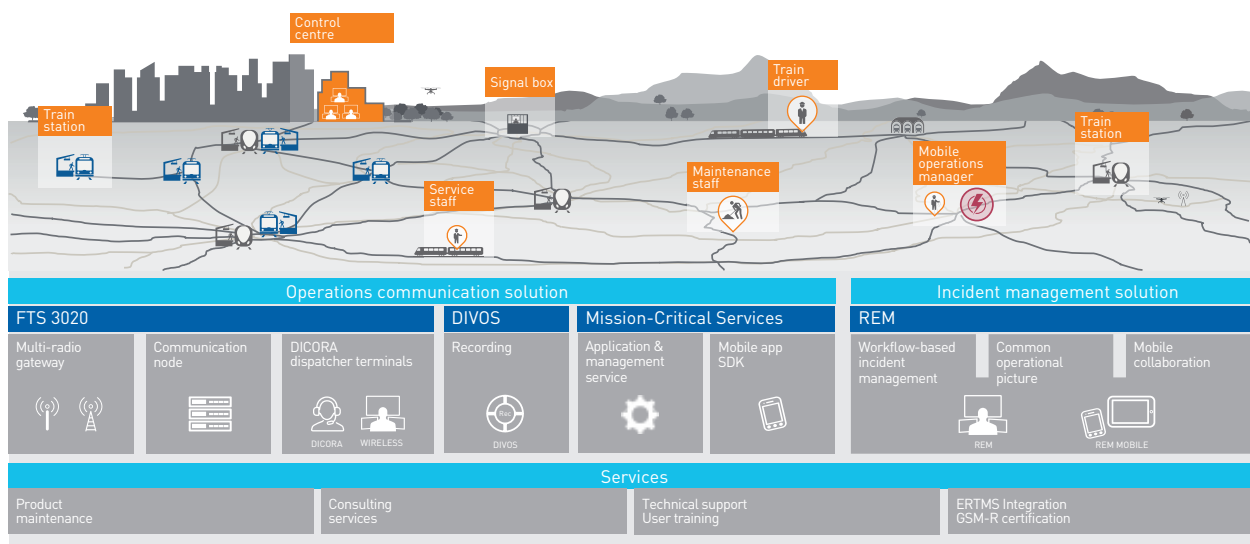 Control
centre
Train
station
Signal box
Train
driver
Train
station
Service
staff
Maintenance
staff
Mobile
operations
manager
Operations communication solution
Incident management solution
FTS 3020
DIVOS
Mission-Critical Services
REM
Multi-radio
gateway
Communication
node
DICORA
dispatcher terminals
DICORA
WIRELESS
Recording
Rec
DIVOS
Application &
management
service
Mobile app
SDK
Workflow-based
incident
management
Common
operational
picture
Mobile
collaboration
REM
REM MOBILE
Services
Product
maintenance
Consulting
services
Technical support
User training
ERTMS Integration
GSM-R certification